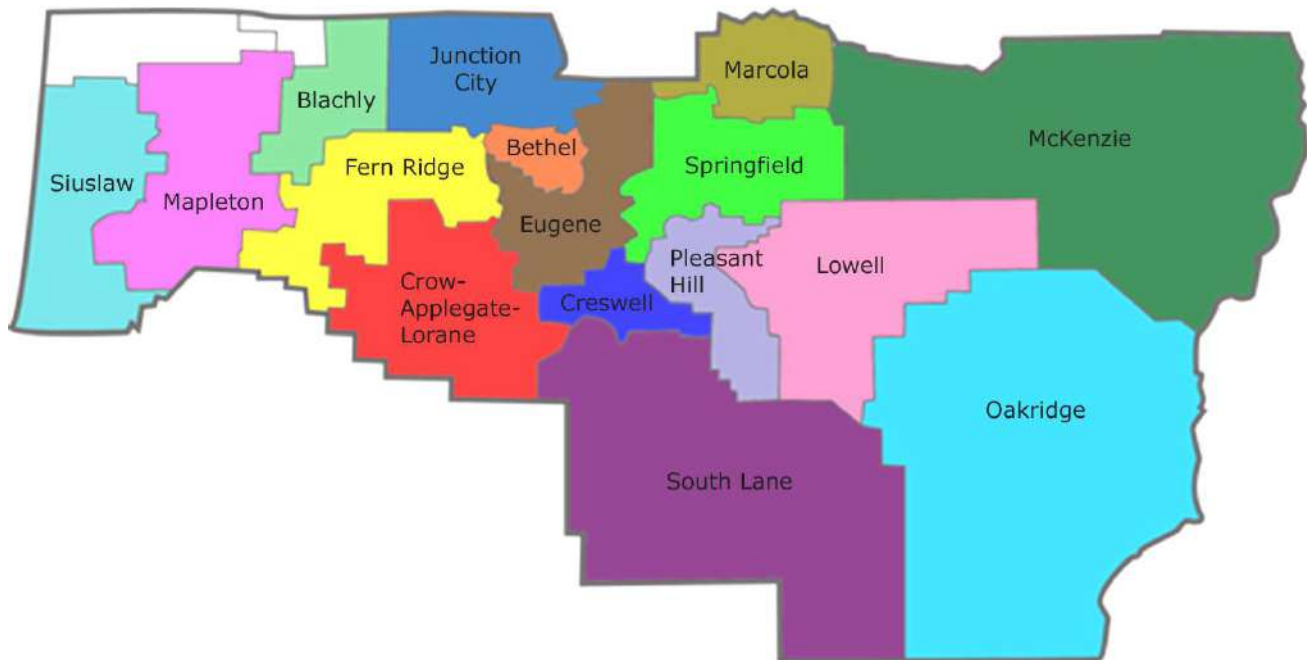 Junction
City
Marcola
Blachly
McKenzie
Bethel
Fern Ridge
Springfield
Siuslaw
Mapleton
Eugene
Pleasant
Hill
Lowell
Crow-
Applegate-
Lorane
Creswell
Oakridge
South Lane